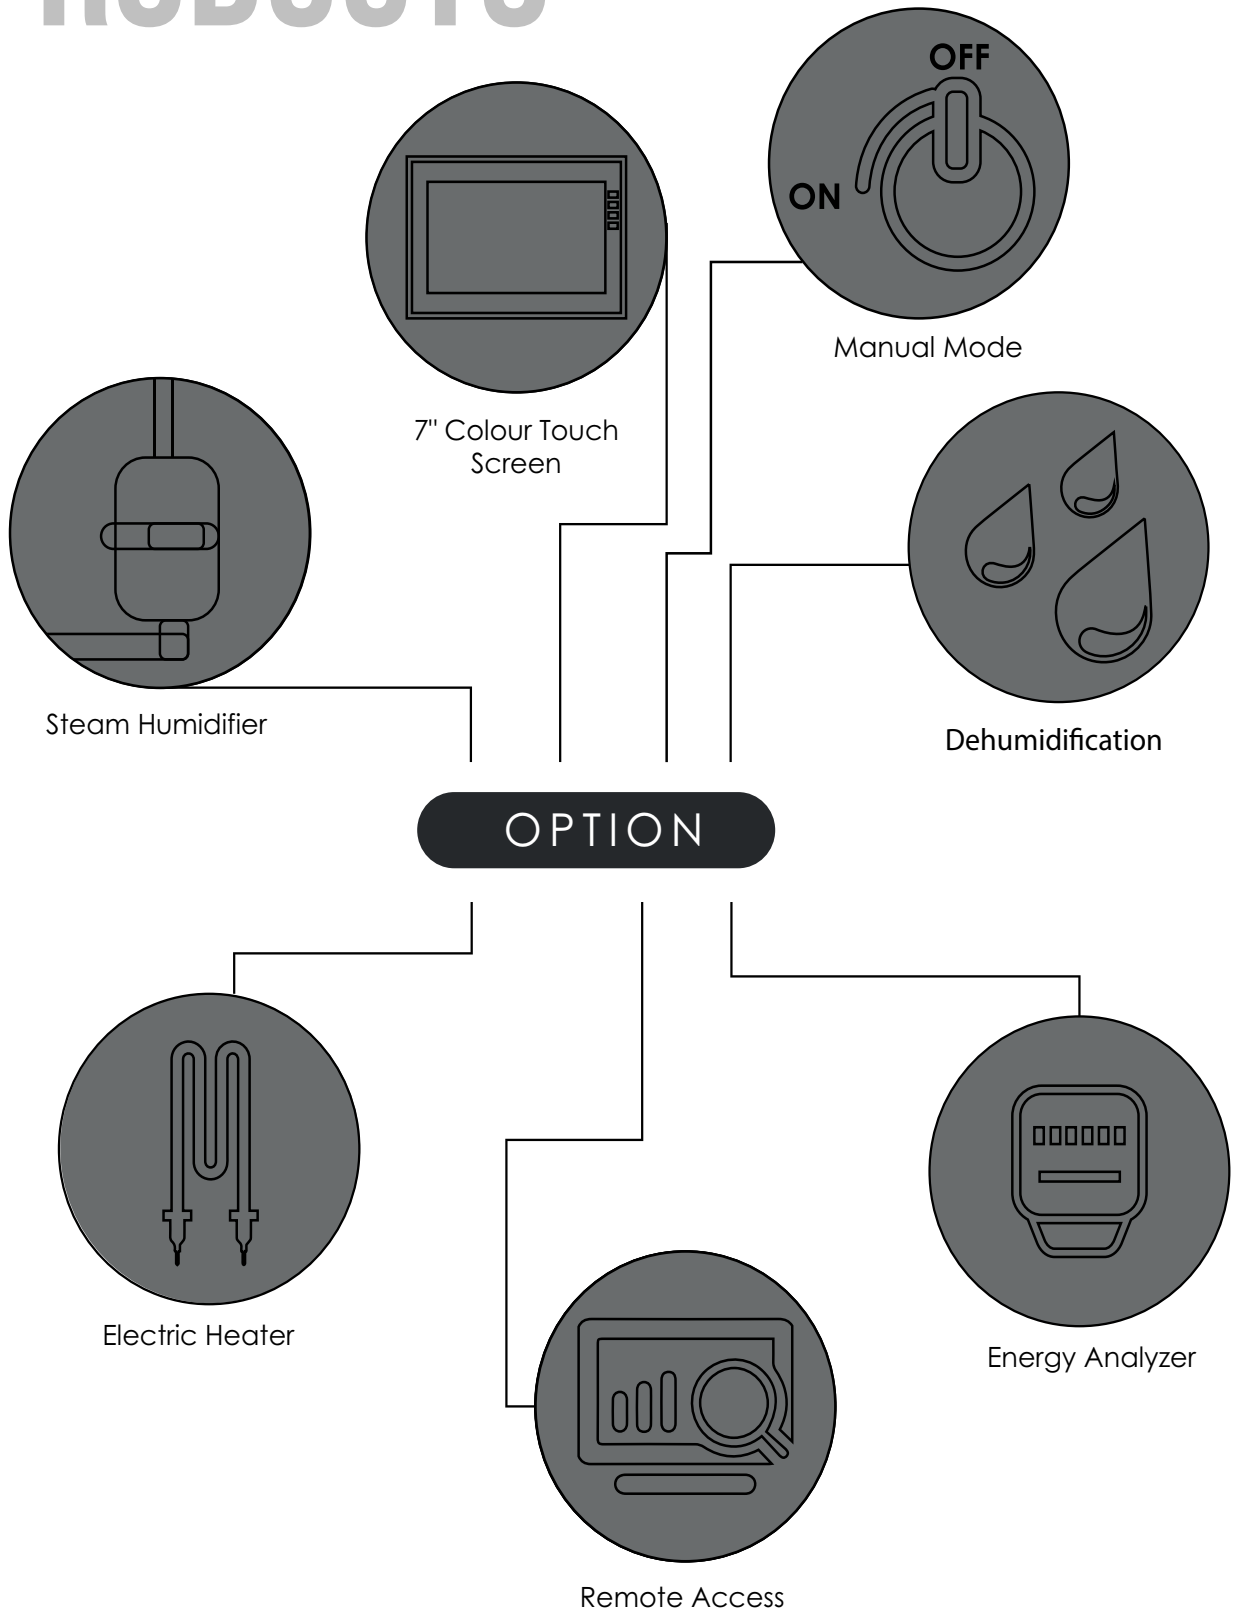 OFF
ON
Manual Mode
7" Colour Touch
Screen
Steam Humidifier
Dehumidification
OPTION
Electric Heater
Energy Analyzer
Remote Access